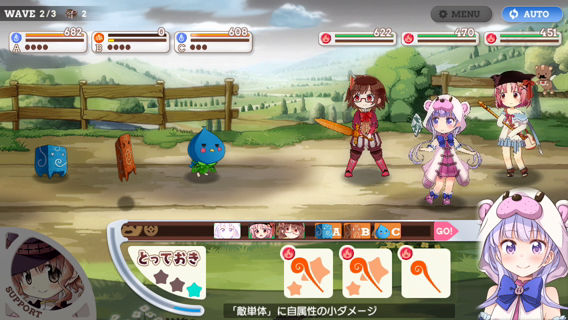 WAVE 2/3 2
MENU
AUTO
682
0
608
A
B
C
622
470
451
A B C GO!
とっておき
SUPPORT
「敵単体」に自属性の小ダメージ